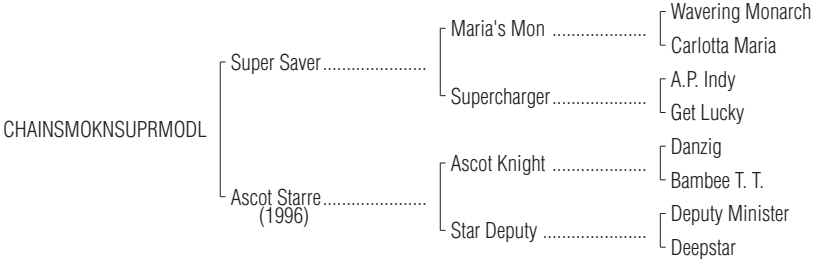 Wavering Monarch
Maria's Mon ....................
Carlotta Maria
Super Saver......................
A.P. Indy
Supercharger....................
Get Lucky
CHAINSMOKNSUPRMODL
Danzig
Ascot Knight ....................
Bambee T. T.
Ascot Starre......................
(1996)
Deputy Minister
Star Deputy ......................
Deepstar